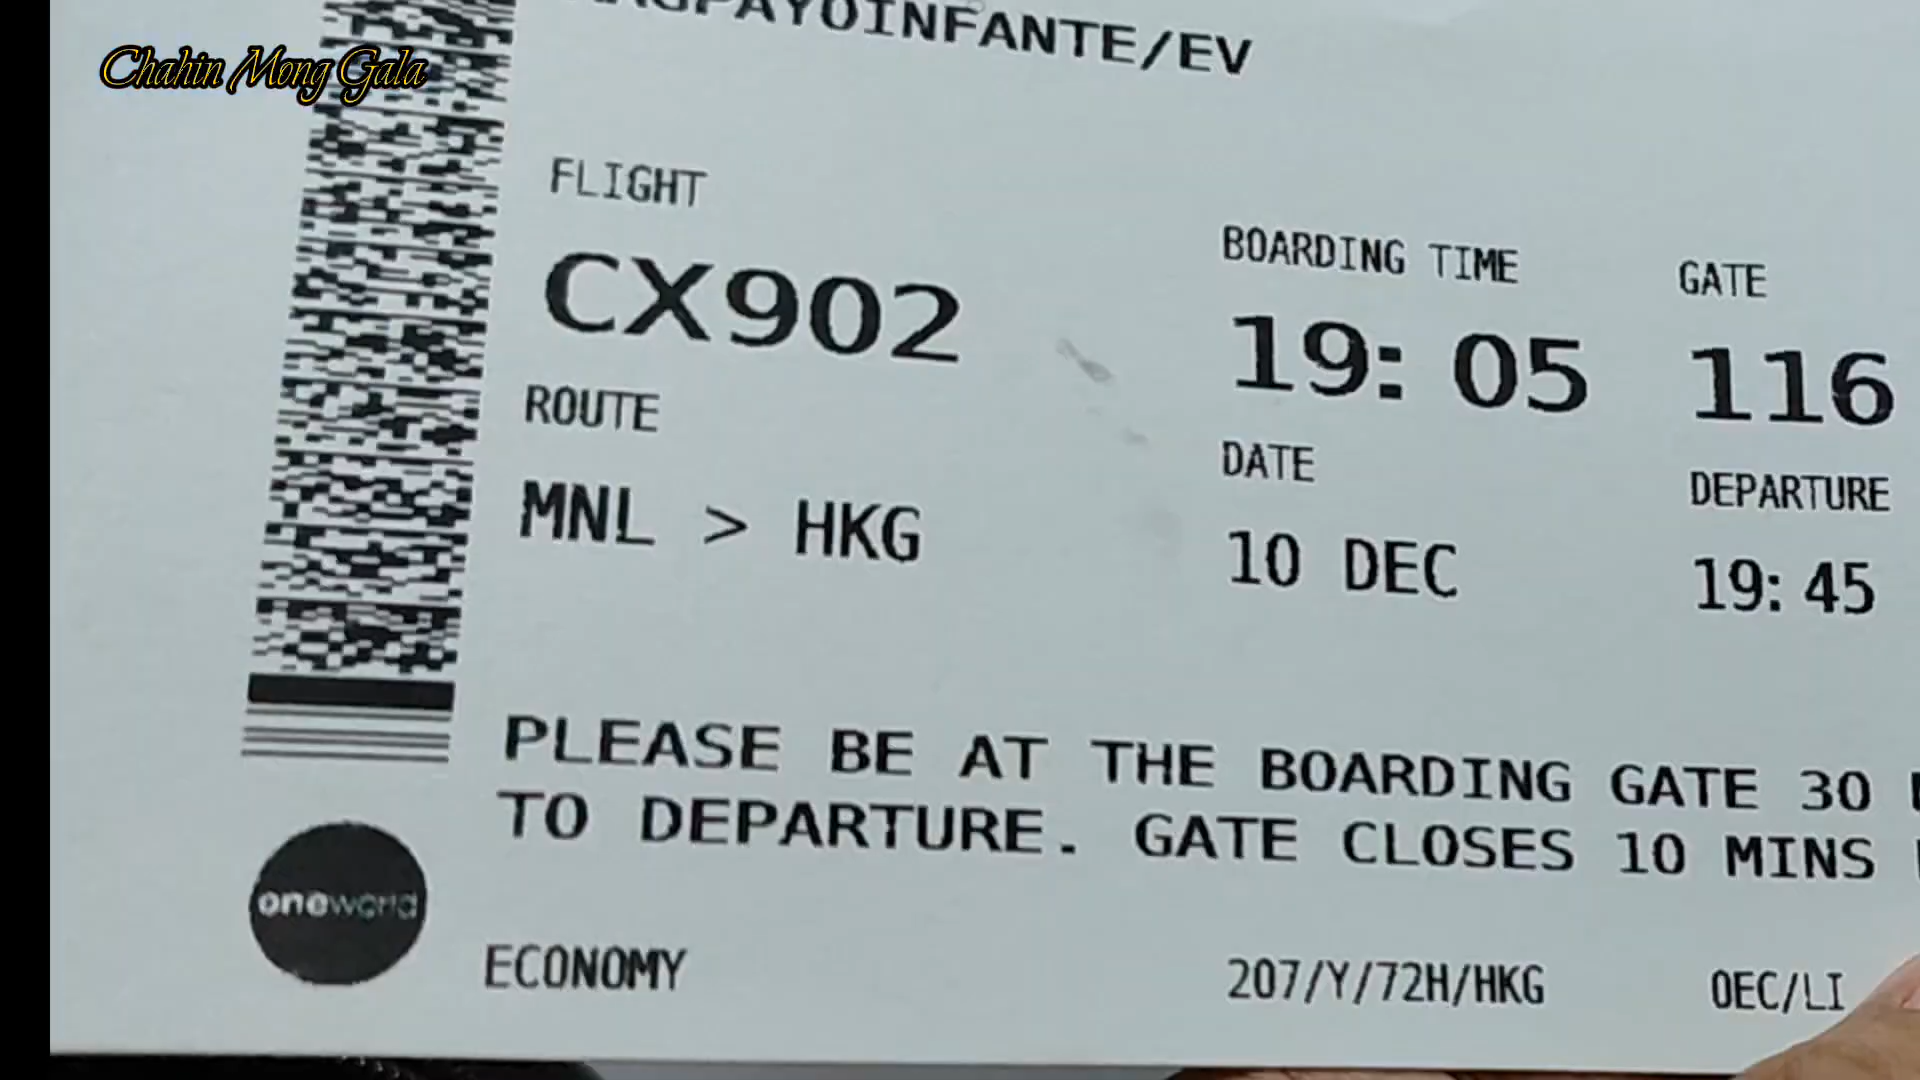 Chahin Mong Gala
INFANTE/EV
FLIGHT
CX902
BOARDING TIME
19:05
GATE
116
ROUTE
MNL > HKG
DATE
10 DEC
DEPARTURE
19:45
PLEASE BE AT THE BOARDING GATE 30
TO DEPARTURE. GATE CLOSES 10 MINS
oneworld
ECONOMY
207/Y/72H/HKG
OEC/LI